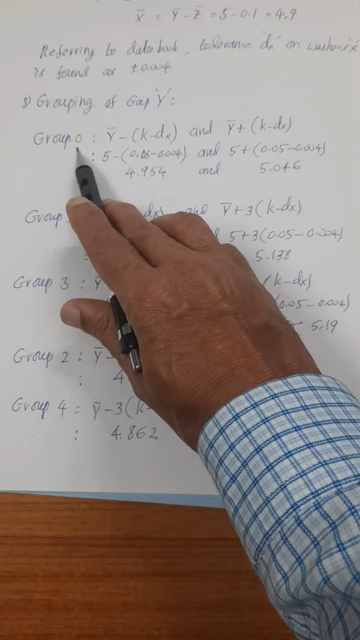 X̄ = Ȳ - Z̄ = 5 - 0.1 = 4.9
Referring to data book, tolerance 'dx' on washer
is found as ±0.004.
5) Grouping of Gap 'Y':
Group 0 : Ȳ - (k - dx) and Ȳ + (k - dx)
: 5 - (0.05 - 0.004) and 5 + (0.05 - 0.004)
4.954 and 5.046
Group dx) and Ȳ + 3(k - dx)
5 + 3(0.05 - 0.004)
5.138
Group 3 : Ȳ (k - dx)
(0.05 - 0.004)
5.19
Group 2 : Ȳ -
: 4
Group 4 : Ȳ - 3(k -
: 4.862